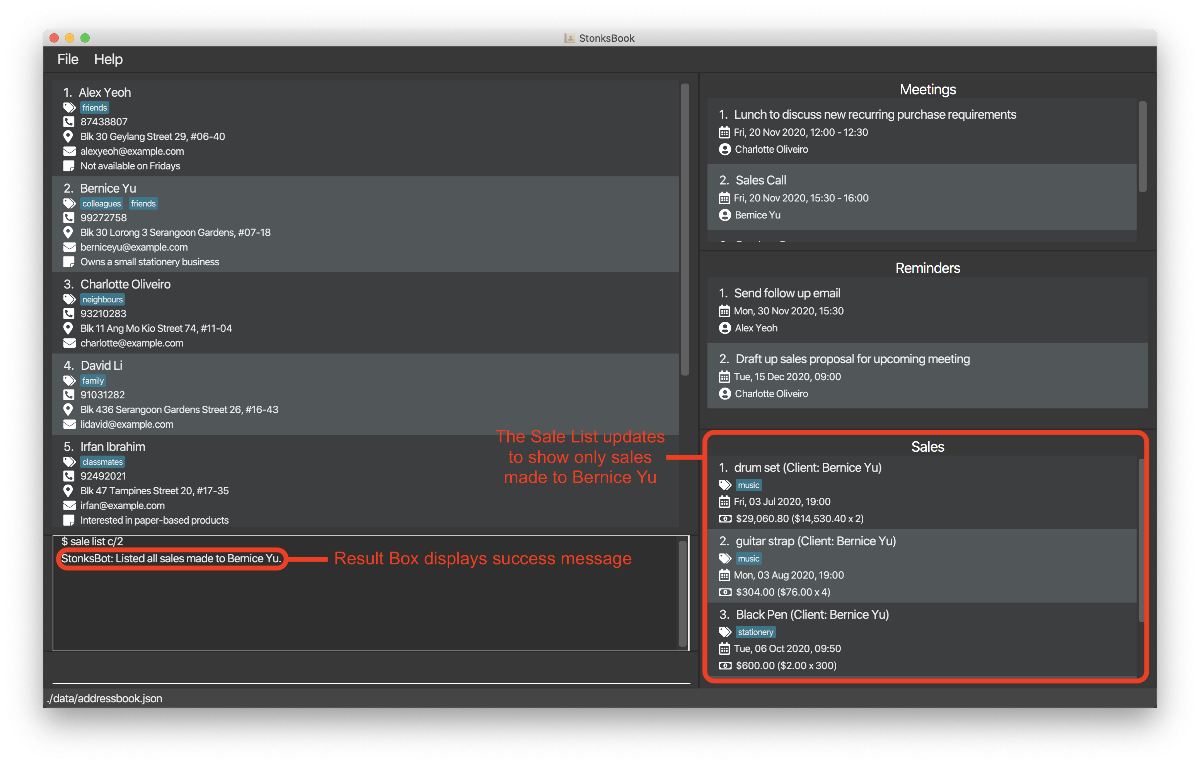 StonksBook
File Help
1. Alex Yeoh
friends
87438807
Blk 30 Geylang Street 29, #06-40
alexyeoh@example.com
Not available on Fridays
2. Bernice Yu
colleagues friends
99272758
Blk 30 Lorong 3 Serangoon Gardens, #07-18
berniceyu@example.com
Owns a small stationery business
3. Charlotte Oliveiro
neighbours
93210283
Blk 11 Ang Mo Kio Street 74, #11-04
charlotte@example.com
4. David Li
family
91031282
Blk 436 Serangoon Gardens Street 26, #16-43
lidavid@example.com
5. Irfan Ibrahim
classmates
92492021
Blk 47 Tampines Street 20, #17-35
irfan@example.com
Interested in paper-based products
The Sale List updates
to show only sales
made to Bernice Yu
$ sale list c/2
StonksBot: Listed all sales made to Bernice Yu.
Result Box displays success message
./data/addressbook.json
Meetings
1. Lunch to discuss new recurring purchase requirements
Fri, 20 Nov 2020, 12:00 - 12:30
Charlotte Oliveiro
2. Sales Call
Fri, 20 Nov 2020, 15:30 - 16:00
Bernice Yu
Reminders
1. Send follow up email
Mon, 30 Nov 2020, 15:30
Alex Yeoh
2. Draft up sales proposal for upcoming meeting
Tue, 15 Dec 2020, 09:00
Charlotte Oliveiro
Sales
1. drum set (Client: Bernice Yu)
music
Fri, 03 Jul 2020, 19:00
$29,060.80 ($14,530.40 x 2)
2. guitar strap (Client: Bernice Yu)
music
Mon, 03 Aug 2020, 19:00
$304.00 ($76.00 x 4)
3. Black Pen (Client: Bernice Yu)
stationery
Tue, 06 Oct 2020, 09:50
$600.00 ($2.00 x 300)